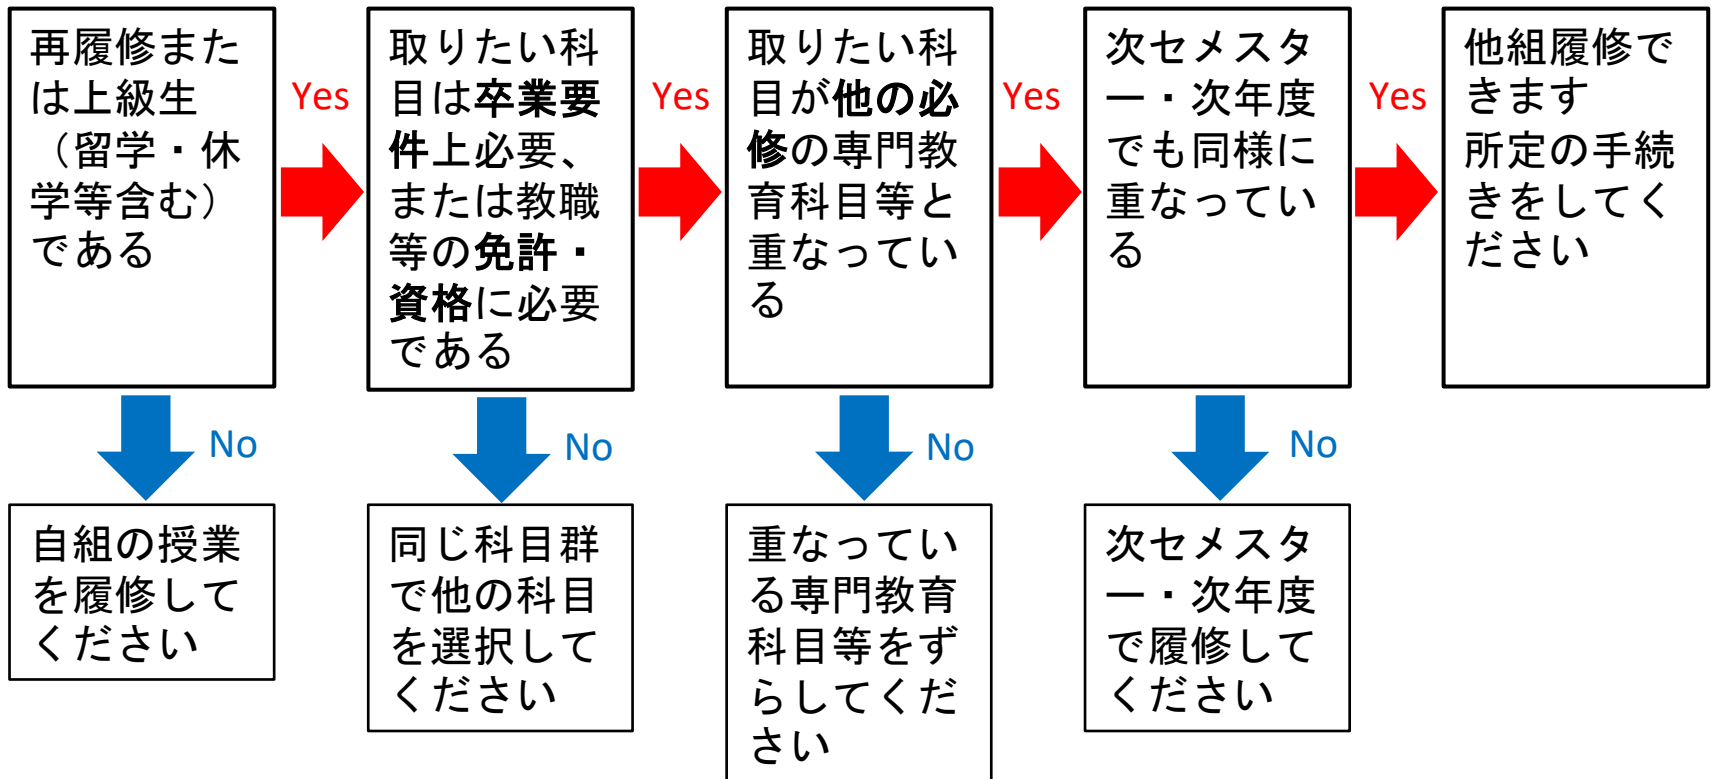 再履修また
は上級生
（留学・休
学等含む）
である
Yes
取りたい科
目は卒業要
件上必要、
または教職
等の免許・
資格に必要
である
Yes
取りたい科
目が他の必
修の専門教
育科目等と
重なってい
る
Yes
次セメスタ
ー・次年度
でも同様に
重なってい
る
Yes
他組履修で
きます
所定の手続
きをしてく
ださい
No
No
No
No
自組の授業
を履修して
ください
同じ科目群
で他の科目
を選択して
ください
重なってい
る専門教育
科目等をず
らしてくだ
さい
次セメスタ
ー・次年度
で履修して
ください